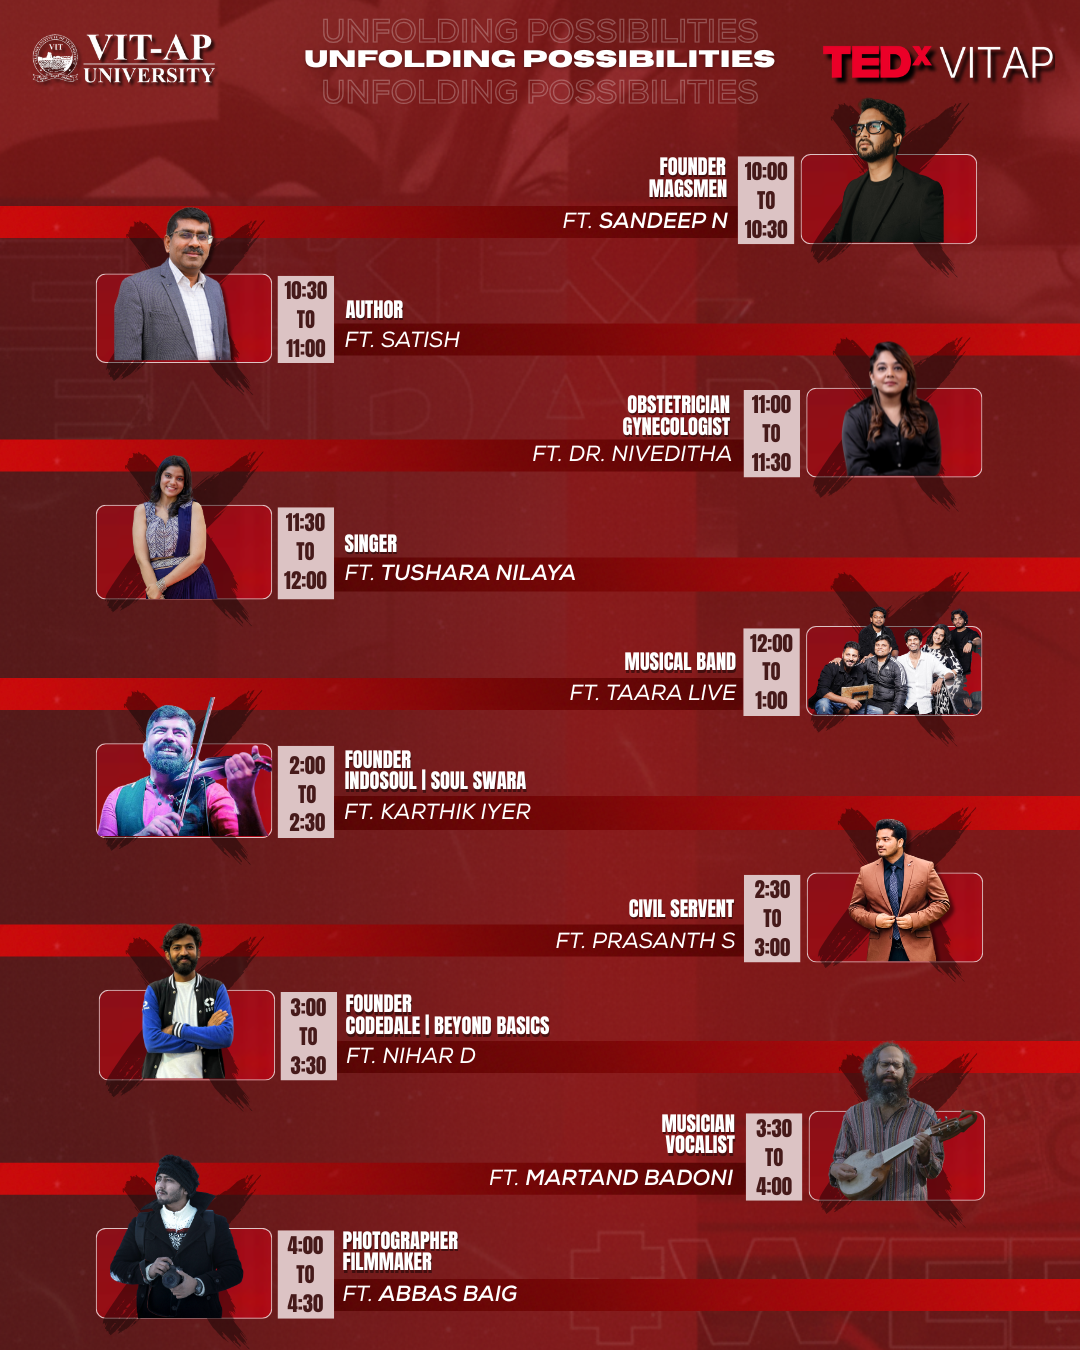 VIT
VIT-AP
UNIVERSITY
UNFOLDING POSSIBILITIES
UNFOLDING POSSIBILITIES
UNFOLDING POSSIBILITIES
TEDx VITAP
FOUNDER
MAGSMEN
FT. SANDEEP N
10:00
TO
10:30
10:30
TO
11:00
AUTHOR
FT. SATISH
OBSTETRICIAN
GYNECOLOGIST
FT. DR. NIVEDITHA
11:00
TO
11:30
11:30
TO
12:00
SINGER
FT. TUSHARA NILAYA
MUSICAL BAND
FT. TAARA LIVE
12:00
TO
1:00
2:00
TO
2:30
FOUNDER
INDOSOUL | SOUL SWARA
FT. KARTHIK IYER
CIVIL SERVENT
FT. PRASANTH S
2:30
TO
3:00
3:00
TO
3:30
FOUNDER
CODEDALE | BEYOND BASICS
FT. NIHAR D
MUSICIAN
VOCALIST
FT. MARTAND BADONI
3:30
TO
4:00
4:00
TO
4:30
PHOTOGRAPHER
FILMMAKER
FT. ABBAS BAIG